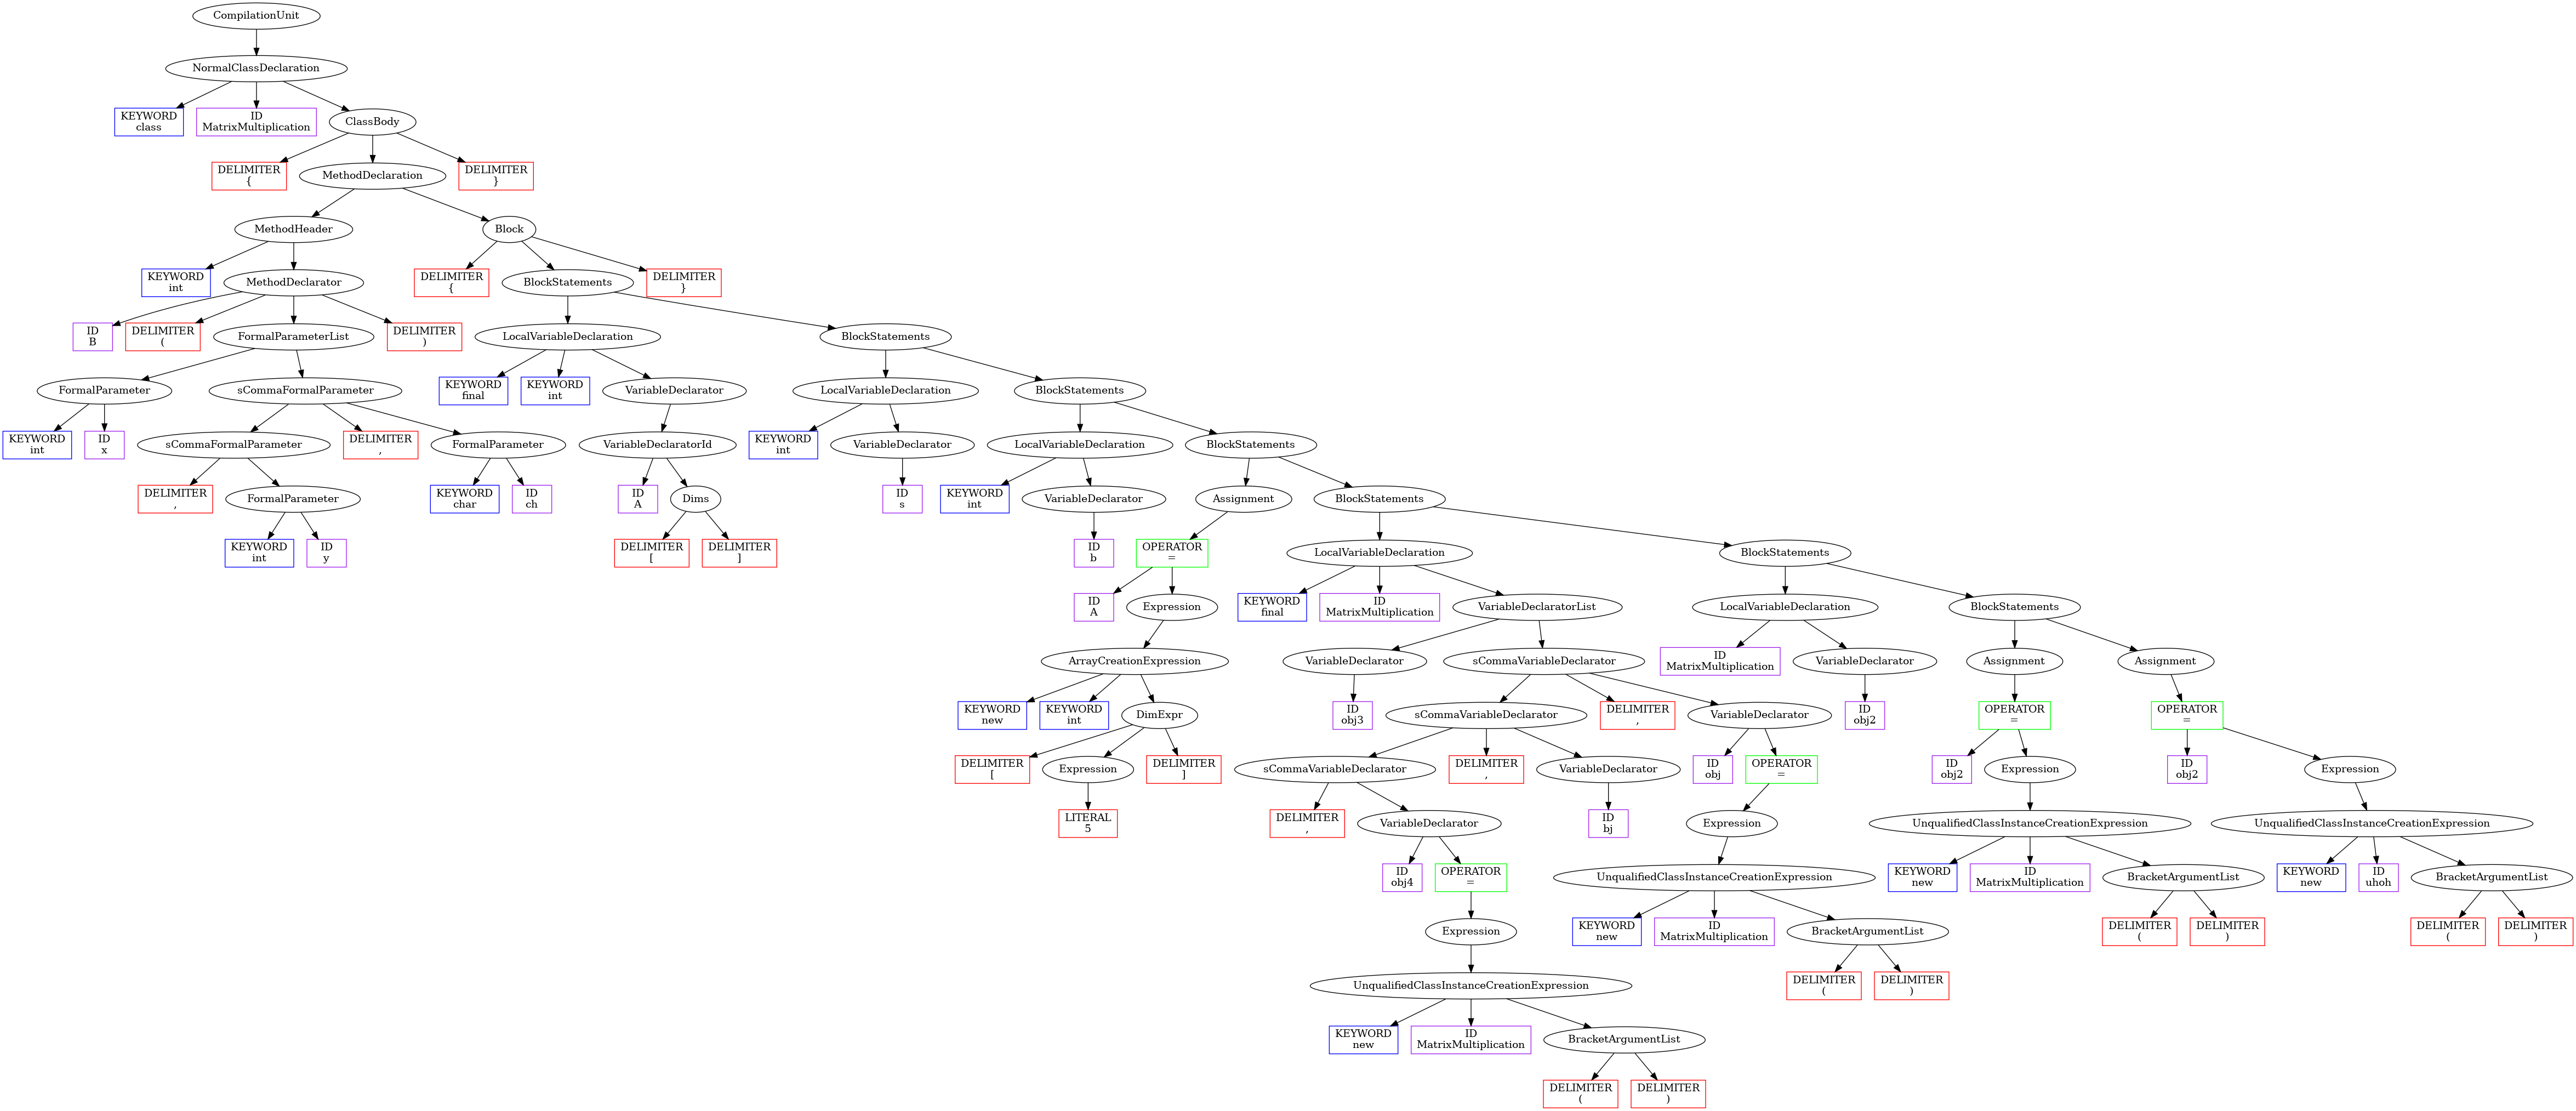 CompilationUnit
NormalClassDeclaration
KEYWORD
class
ID
MatrixMultiplication
ClassBody
DELIMITER
{
MethodDeclaration
DELIMITER
}
MethodHeader
Block
KEYWORD
int
MethodDeclarator
DELIMITER
{
BlockStatements
DELIMITER
}
ID
B
DELIMITER
(
FormalParameterList
DELIMITER
)
LocalVariableDeclaration
BlockStatements
FormalParameter
sCommaFormalParameter
KEYWORD
final
KEYWORD
int
VariableDeclarator
LocalVariableDeclaration
BlockStatements
KEYWORD
int
ID
x
sCommaFormalParameter
DELIMITER
,
FormalParameter
VariableDeclaratorId
KEYWORD
int
VariableDeclarator
LocalVariableDeclaration
BlockStatements
DELIMITER
,
FormalParameter
KEYWORD
char
ID
ch
ID
A
Dims
ID
s
KEYWORD
int
VariableDeclarator
Assignment
BlockStatements
KEYWORD
int
ID
y
DELIMITER
[
DELIMITER
]
ID
b
OPERATOR
=
LocalVariableDeclaration
BlockStatements
ID
A
Expression
KEYWORD
final
ID
MatrixMultiplication
VariableDeclaratorList
LocalVariableDeclaration
BlockStatements
ArrayCreationExpression
VariableDeclarator
sCommaVariableDeclarator
ID
MatrixMultiplication
VariableDeclarator
Assignment
Assignment
KEYWORD
new
KEYWORD
int
DimExpr
ID
obj3
sCommaVariableDeclarator
DELIMITER
,
VariableDeclarator
ID
obj2
OPERATOR
=
OPERATOR
=
DELIMITER
[
Expression
DELIMITER
]
sCommaVariableDeclarator
DELIMITER
,
VariableDeclarator
ID
obj
OPERATOR
=
ID
obj2
Expression
ID
obj2
Expression
LITERAL
5
DELIMITER
,
VariableDeclarator
ID
bj
Expression
UnqualifiedClassInstanceCreationExpression
UnqualifiedClassInstanceCreationExpression
ID
obj4
OPERATOR
=
UnqualifiedClassInstanceCreationExpression
KEYWORD
new
ID
MatrixMultiplication
BracketArgumentList
KEYWORD
new
ID
uhoh
BracketArgumentList
Expression
KEYWORD
new
ID
MatrixMultiplication
BracketArgumentList
DELIMITER
(
DELIMITER
)
DELIMITER
(
DELIMITER
)
UnqualifiedClassInstanceCreationExpression
DELIMITER
(
DELIMITER
)
KEYWORD
new
ID
MatrixMultiplication
BracketArgumentList
DELIMITER
(
DELIMITER
)